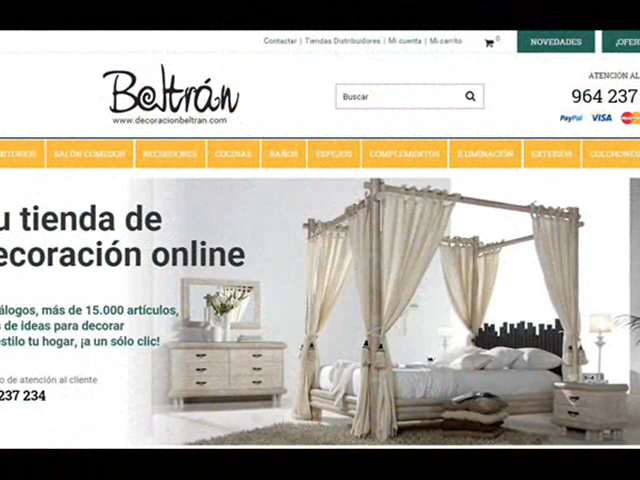 Contactar | Tiendas Distribuidores | Mi cuenta | Mi carrito
0
NOVEDADES
¡OFER
Beltrán
www.decoracionbeltran.com
Buscar
ATENCIÓN AL
964 237
PayPal VISA
SALÓN COMEDOR
RECIBIDORES
COCINAS
BAÑOS
ESPEJOS
COMPLEMENTOS
ILUMINACIÓN
EXTERIOR
COLCHONES
u tienda de
ecoración online
álogos, más de 15.000 artículos,
s de ideas para decorar
estilo tu hogar, ¡a un sólo clic!
o de atención al cliente
237 234